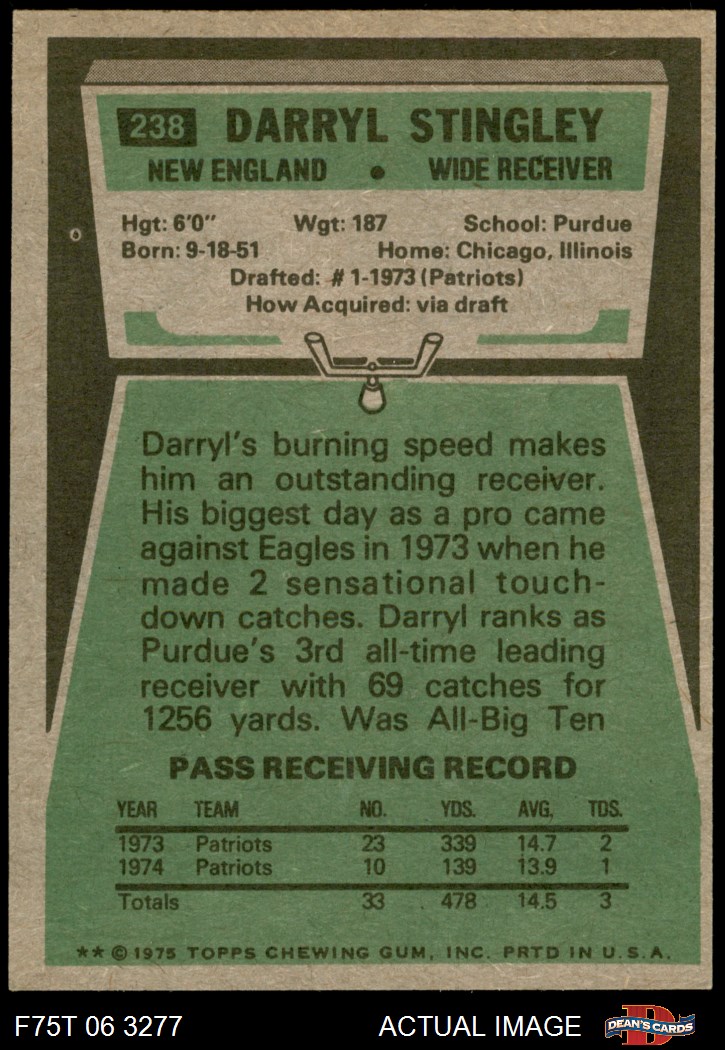 238 DARRYL STINGLEY
NEW ENGLAND • WIDE RECEIVER
Hgt: 6'0" Wgt: 187 School: Purdue
Born: 9-18-51 Home: Chicago, Illinois
Drafted: #1-1973 (Patriots)
How Acquired: via draft
Darryl's burning speed makes
him an outstanding receiver.
His biggest day as a pro came
against Eagles in 1973 when he
made 2 sensational touch-
down catches. Darryl ranks as
Purdue's 3rd all-time leading
receiver with 69 catches for
1256 yards. Was All-Big Ten
PASS RECEIVING RECORD
YEAR TEAM NO. YDS. AVG. TDS.
1973 Patriots 23 339 14.7 2
1974 Patriots 10 139 13.9 1
Totals 33 478 14.5 3
** © 1975 TOPPS CHEWING GUM, INC. PRTD IN U.S.A.
F75T 06 3277 ACTUAL IMAGE D DEAN'S CARDS